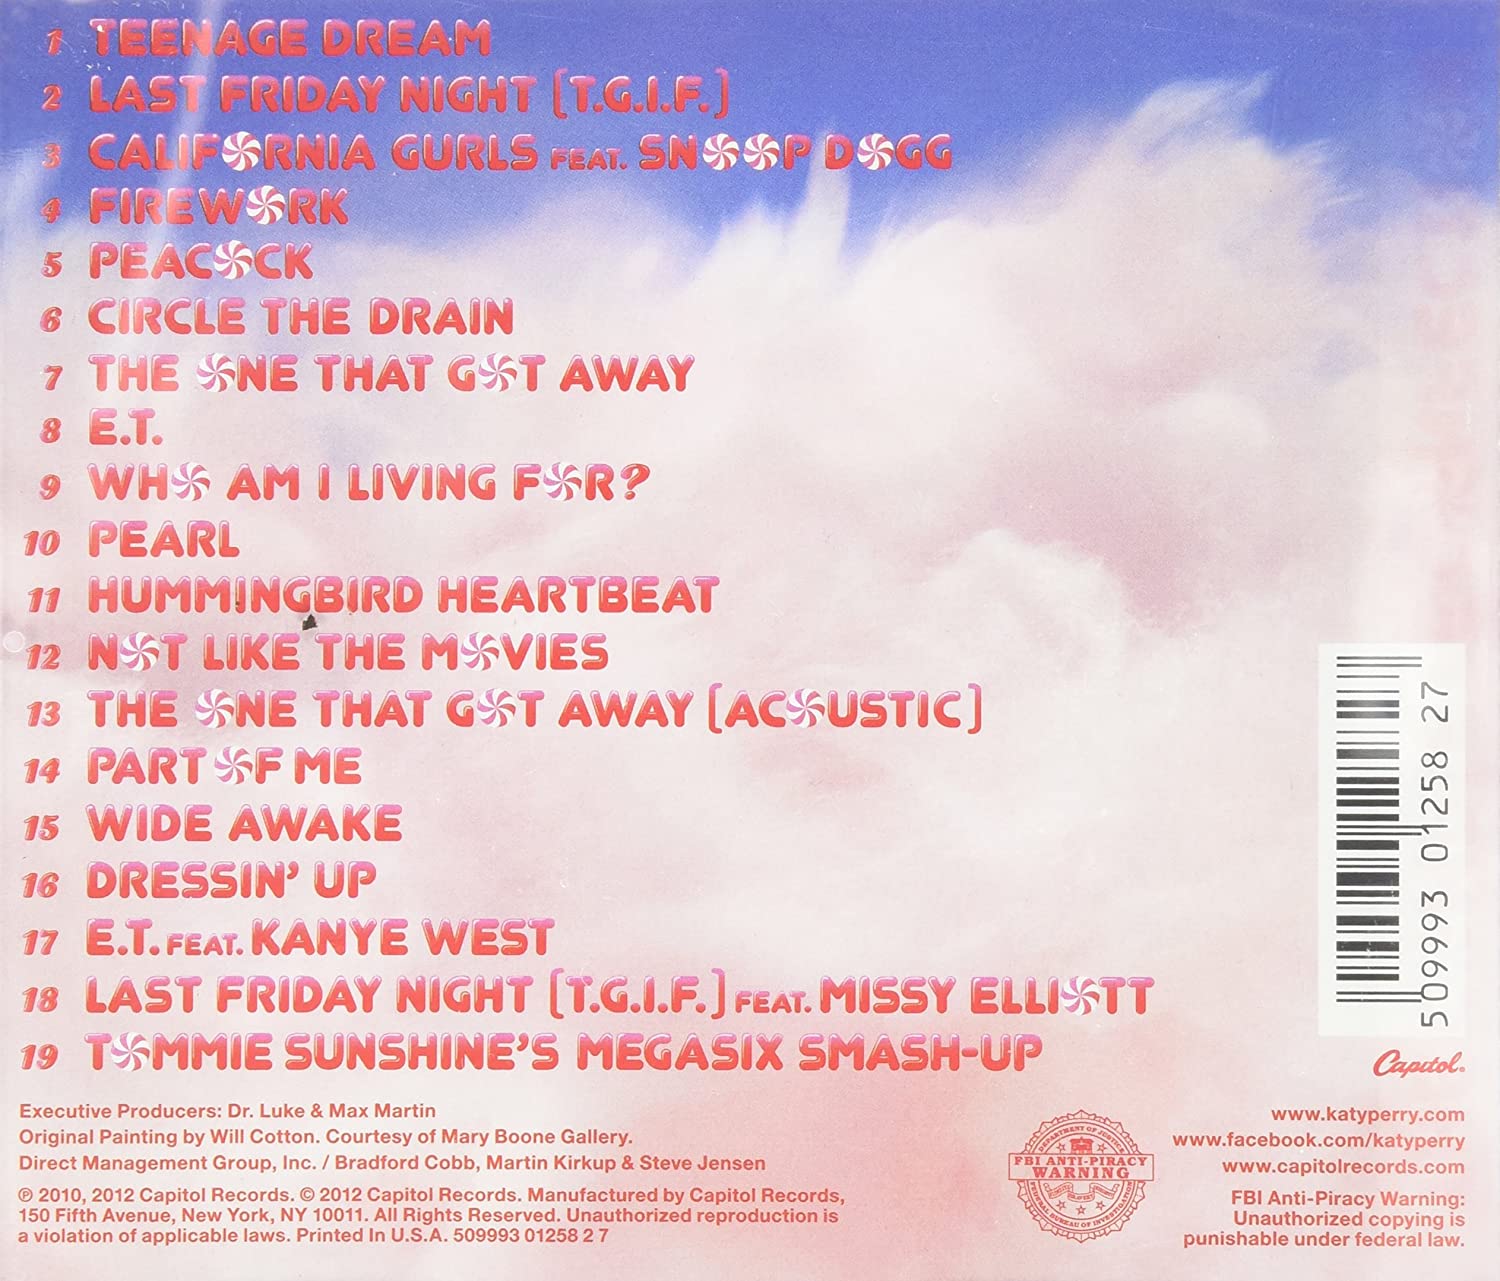 1 TEENAGE DREAM
2 LAST FRIDAY NIGHT (T.G.I.F.)
3 CALIFORNIA GURLS FEAT. SNOOP DOGG
4 FIREWORK
5 PEACOCK
6 CIRCLE THE DRAIN
7 THE ONE THAT GOT AWAY
8 E.T.
9 WHO AM I LIVING FOR?
10 PEARL
11 HUMMINGBIRD HEARTBEAT
12 NOT LIKE THE MOVIES
13 THE ONE THAT GOT AWAY (ACOUSTIC)
14 PART OF ME
15 WIDE AWAKE
16 DRESSIN' UP
17 E.T. FEAT. KANYE WEST
18 LAST FRIDAY NIGHT (T.G.I.F.) FEAT. MISSY ELLIOTT
19 TOMMIE SUNSHINE'S MEGASIX SMASH-UP
5 09993 01258 27
Capitol.
Executive Producers: Dr. Luke & Max Martin
Original Painting by Will Cotton. Courtesy of Mary Boone Gallery.
Direct Management Group, Inc. / Bradford Cobb, Martin Kirkup & Steve Jensen
℗ 2010, 2012 Capitol Records. © 2012 Capitol Records. Manufactured by Capitol Records,
150 Fifth Avenue, New York, NY 10011. All Rights Reserved. Unauthorized reproduction is
a violation of applicable laws. Printed In U.S.A. 509993 01258 2 7
DEPARTMENT OF JUSTICE
FBI ANTI-PIRACY
WARNING
FEDERAL BUREAU OF INVESTIGATION
www.katyperry.com
www.facebook.com/katyperry
www.capitolrecords.com
FBI Anti-Piracy Warning:
Unauthorized copying is
punishable under federal law.